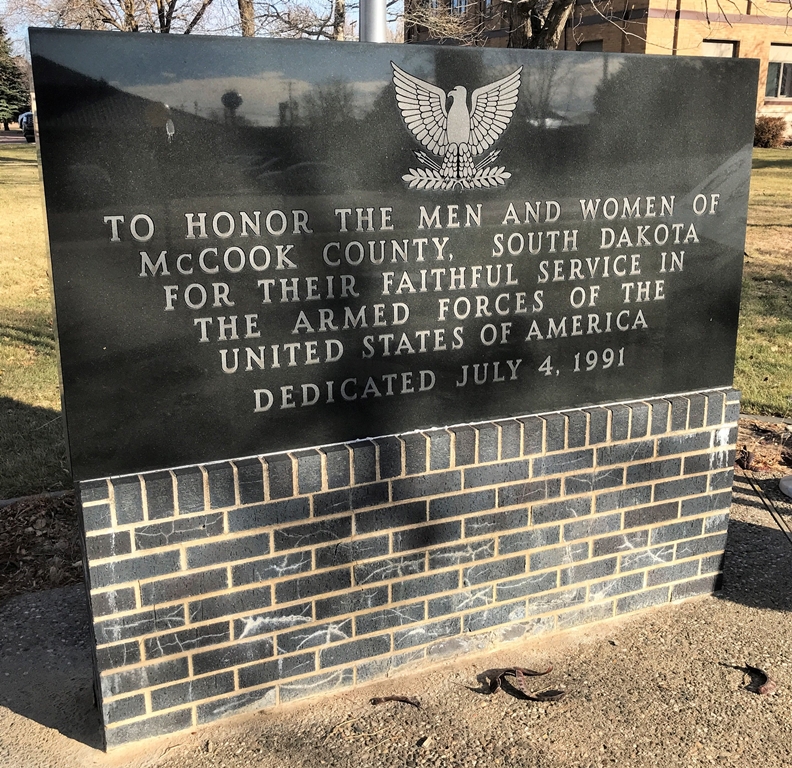 TO HONOR THE MEN AND WOMEN OF
McCOOK COUNTY, SOUTH DAKOTA
FOR THEIR FAITHFUL SERVICE IN
THE ARMED FORCES OF THE
UNITED STATES OF AMERICA
DEDICATED JULY 4, 1991